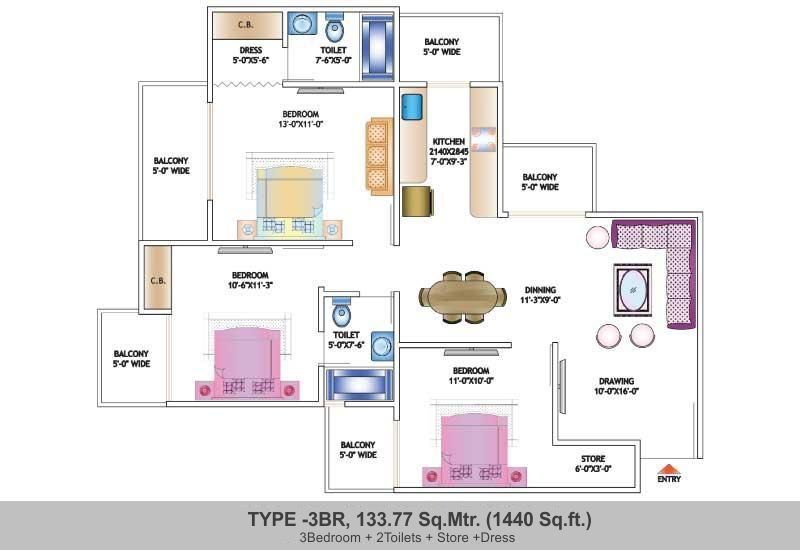 C.B.
DRESS
5'-0"X5'-6"
TOILET
7'-6"X5'-0"
BALCONY
5'-0" WIDE
BEDROOM
13'-0"X11'-0"
BALCONY
5'-0" WIDE
KITCHEN
2140X2845
7'-0"X9'-3"
BALCONY
5'-0" WIDE
C.B.
BEDROOM
10'-6"X11'-3"
DINNING
11'-3"X9'-0"
TOILET
5'-0"X7'-6"
BALCONY
5'-0" WIDE
BEDROOM
11'-0"X10'-0"
DRAWING
10'-0"X16'-0"
BALCONY
5'-0" WIDE
STORE
6'-0"X3'-0"
ENTRY
TYPE -3BR, 133.77 Sq.Mtr. (1440 Sq.ft.)
3Bedroom + 2Toilets + Store +Dress